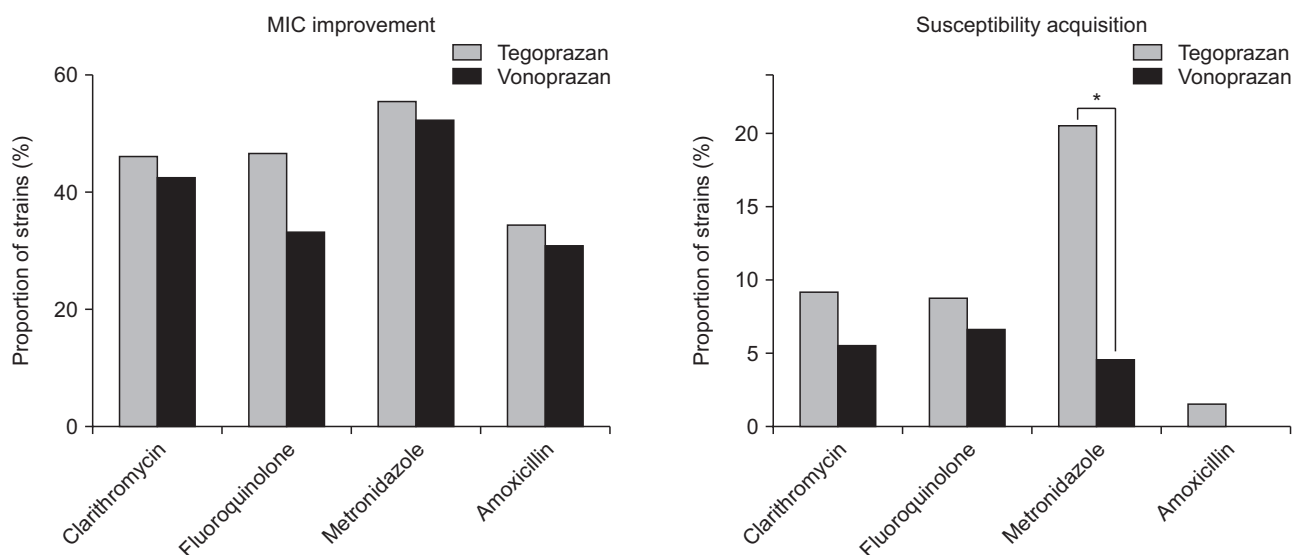 MIC improvement
Tegoprazan
Vonoprazan
60
40
20
0
Proportion of strains (%)
Clarithromycin
Fluoroquinolone
Metronidazole
Amoxicillin
Susceptibility acquisition
Tegoprazan
Vonoprazan
*
20
15
10
5
0
Proportion of strains (%)
Clarithromycin
Fluoroquinolone
Metronidazole
Amoxicillin